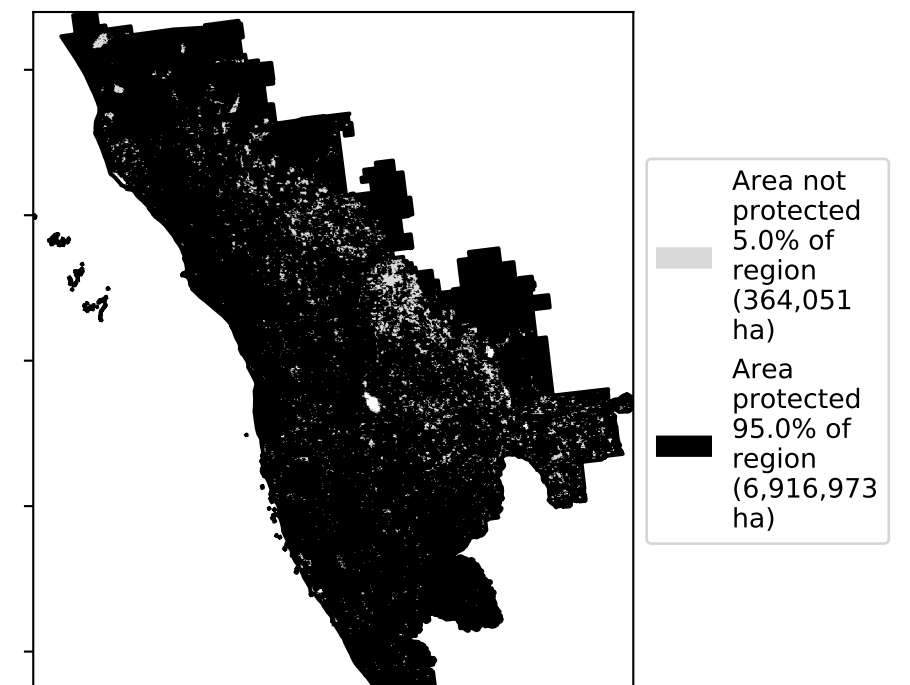 Area not
protected
5.0% of
region
(364,051
ha)
Area
protected
95.0% of
region
(6,916,973
ha)